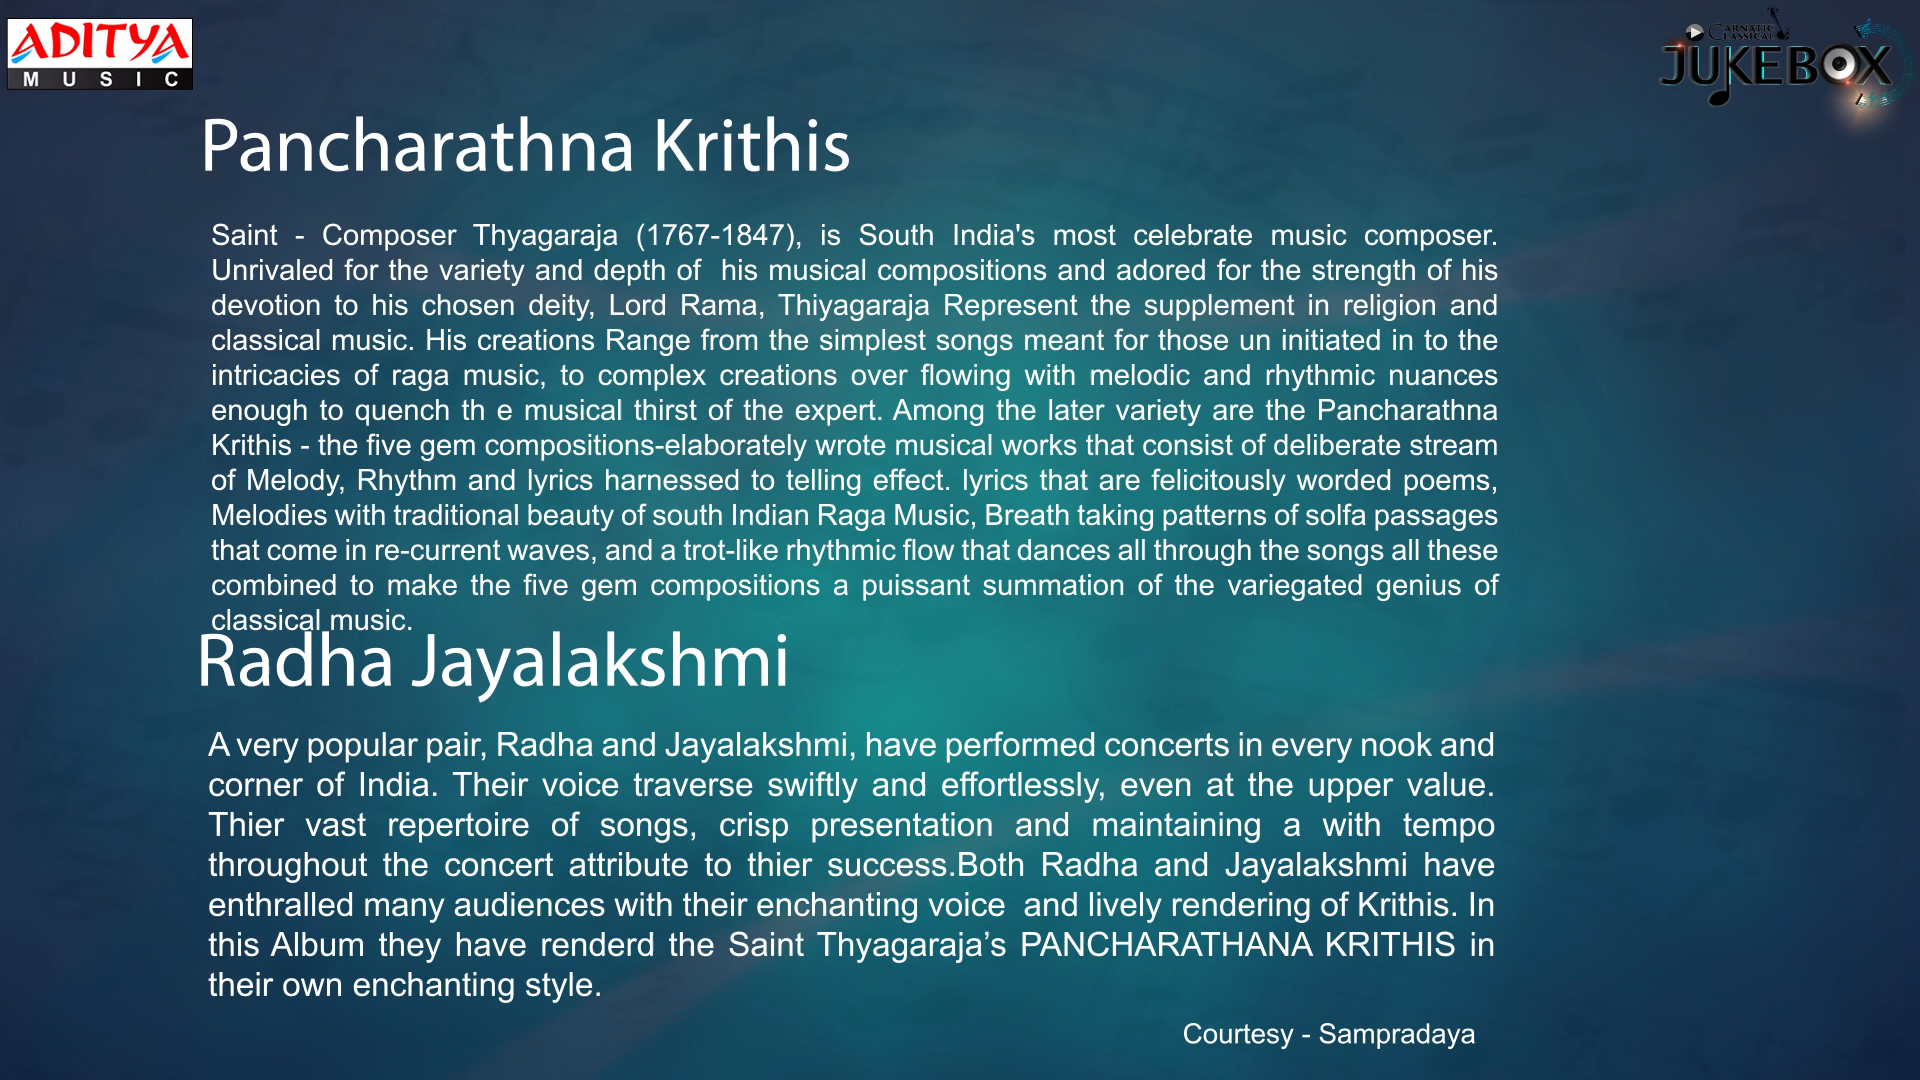 ADITYA
MUSIC
CARNATIC
CLASSICAL
JUKEBOX
Pancharathna Krithis
Saint - Composer Thyagaraja (1767-1847), is South India's most celebrate music composer.
Unrivaled for the variety and depth of  his musical compositions and adored for the strength of his
devotion to his chosen deity, Lord Rama, Thiyagaraja Represent the supplement in religion and
classical music. His creations Range from the simplest songs meant for those un initiated in to the
intricacies of raga music, to complex creations over flowing with melodic and rhythmic nuances
enough to quench th e musical thirst of the expert. Among the later variety are the Pancharathna
Krithis - the five gem compositions-elaborately wrote musical works that consist of deliberate stream
of Melody, Rhythm and lyrics harnessed to telling effect. lyrics that are felicitously worded poems,
Melodies with traditional beauty of south Indian Raga Music, Breath taking patterns of solfa passages
that come in re-current waves, and a trot-like rhythmic flow that dances all through the songs all these
combined to make the five gem compositions a puissant summation of the variegated genius of
classical music.
Radha Jayalakshmi
A very popular pair, Radha and Jayalakshmi, have performed concerts in every nook and
corner of India. Their voice traverse swiftly and effortlessly, even at the upper value.
Thier vast repertoire of songs, crisp presentation and maintaining a with tempo
throughout the concert attribute to thier success.Both Radha and Jayalakshmi have
enthralled many audiences with their enchanting voice  and lively rendering of Krithis. In
this Album they have renderd the Saint Thyagaraja’s PANCHARATHANA KRITHIS in
their own enchanting style.
Courtesy - Sampradaya